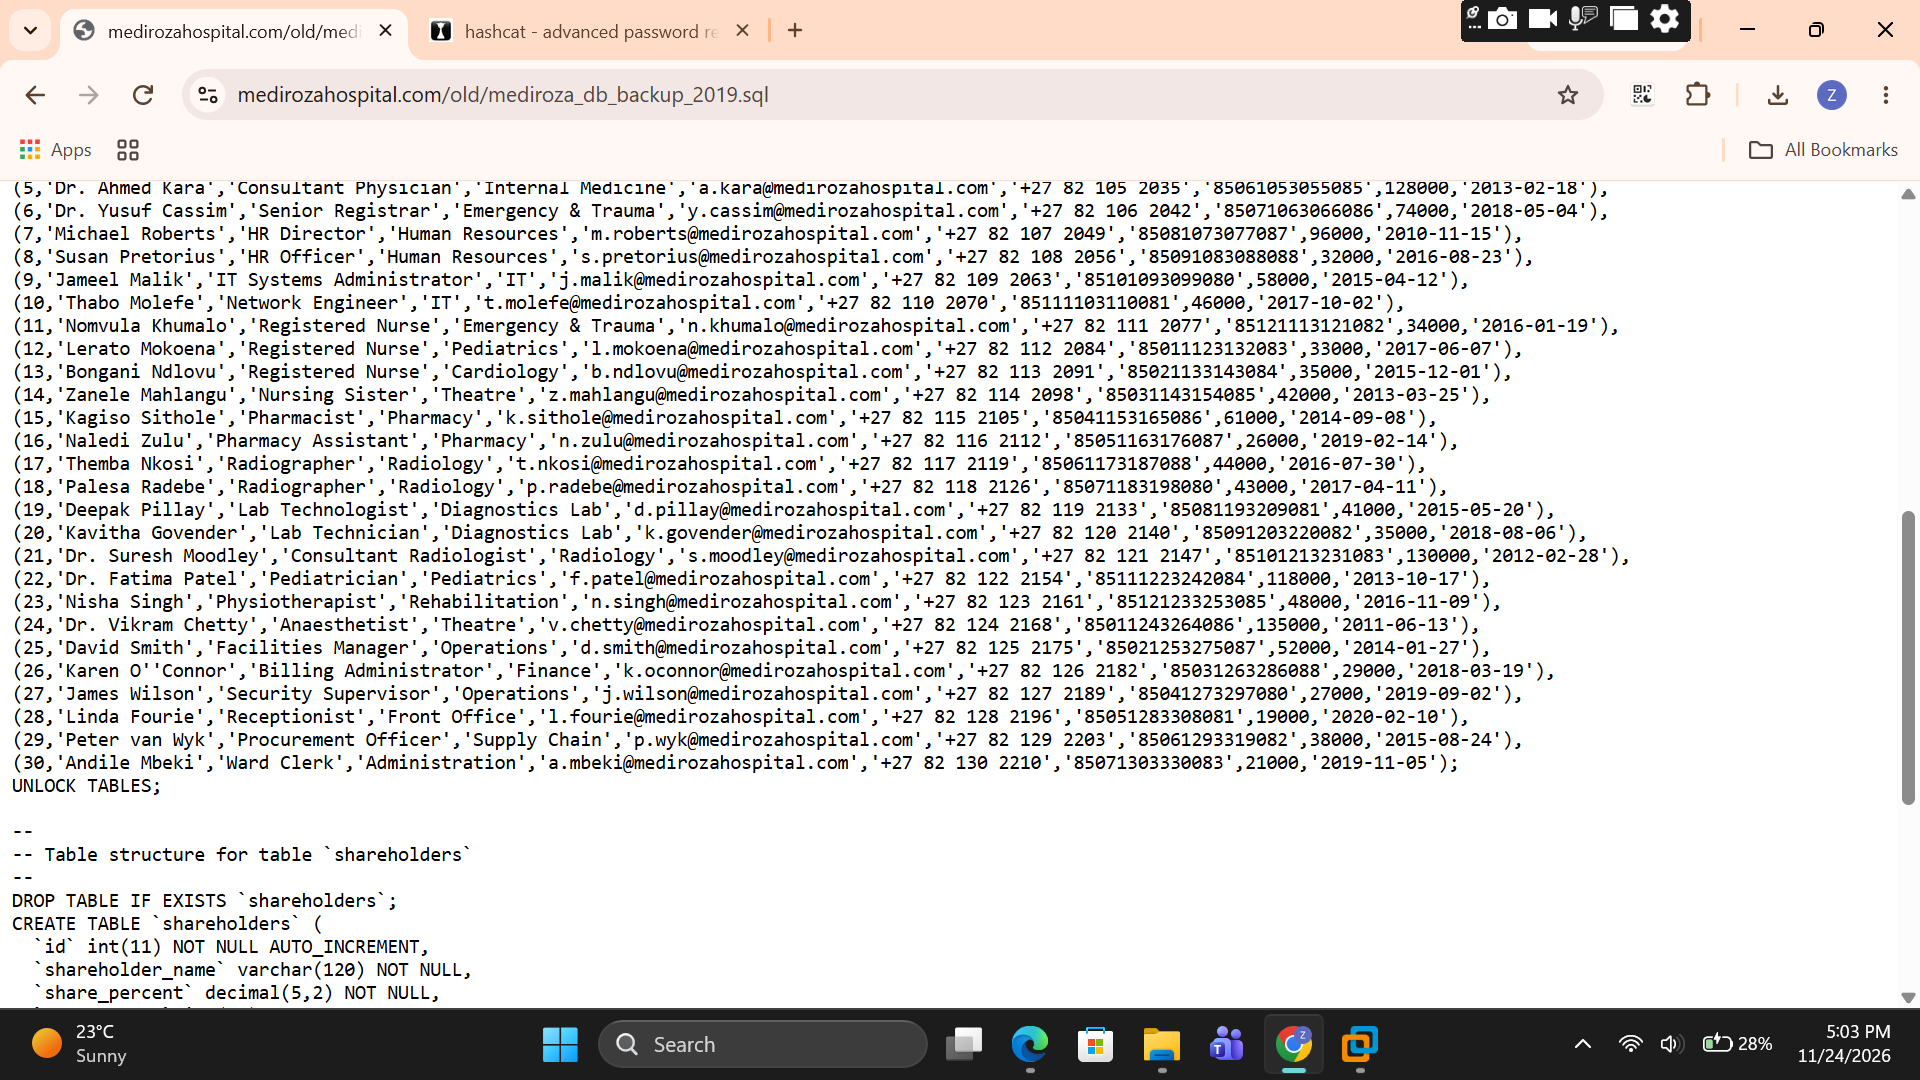 medirozahospital.com/old/medi
hashcat - advanced password re
medirozahospital.com/old/mediroza_db_backup_2019.sql
Z
Apps
All Bookmarks
(5,'Dr. Ahmed Kara','Consultant Physician','Internal Medicine','a.kara@medirozahospital.com','+27 82 105 2035','85061053055085',128000,'2013-02-18'),
(6,'Dr. Yusuf Cassim','Senior Registrar','Emergency & Trauma','y.cassim@medirozahospital.com','+27 82 106 2042','85071063066086',74000,'2018-05-04'),
(7,'Michael Roberts','HR Director','Human Resources','m.roberts@medirozahospital.com','+27 82 107 2049','85081073077087',96000,'2010-11-15'),
(8,'Susan Pretorius','HR Officer','Human Resources','s.pretorius@medirozahospital.com','+27 82 108 2056','85091083088088',32000,'2016-08-23'),
(9,'Jameel Malik','IT Systems Administrator','IT','j.malik@medirozahospital.com','+27 82 109 2063','85101093099080',58000,'2015-04-12'),
(10,'Thabo Molefe','Network Engineer','IT','t.molefe@medirozahospital.com','+27 82 110 2070','85111103110081',46000,'2017-10-02'),
(11,'Nomvula Khumalo','Registered Nurse','Emergency & Trauma','n.khumalo@medirozahospital.com','+27 82 111 2077','85121113121082',34000,'2016-01-19'),
(12,'Lerato Mokoena','Registered Nurse','Pediatrics','l.mokoena@medirozahospital.com','+27 82 112 2084','85011123132083',33000,'2017-06-07'),
(13,'Bongani Ndlovu','Registered Nurse','Cardiology','b.ndlovu@medirozahospital.com','+27 82 113 2091','85021133143084',35000,'2015-12-01'),
(14,'Zanele Mahlangu','Nursing Sister','Theatre','z.mahlangu@medirozahospital.com','+27 82 114 2098','85031143154085',42000,'2013-03-25'),
(15,'Kagiso Sithole','Pharmacist','Pharmacy','k.sithole@medirozahospital.com','+27 82 115 2105','85041153165086',61000,'2014-09-08'),
(16,'Naledi Zulu','Pharmacy Assistant','Pharmacy','n.zulu@medirozahospital.com','+27 82 116 2112','85051163176087',26000,'2019-02-14'),
(17,'Themba Nkosi','Radiographer','Radiology','t.nkosi@medirozahospital.com','+27 82 117 2119','85061173187088',44000,'2016-07-30'),
(18,'Palesa Radebe','Radiographer','Radiology','p.radebe@medirozahospital.com','+27 82 118 2126','85071183198080',43000,'2017-04-11'),
(19,'Deepak Pillay','Lab Technologist','Diagnostics Lab','d.pillay@medirozahospital.com','+27 82 119 2133','85081193209081',41000,'2015-05-20'),
(20,'Kavitha Govender','Lab Technician','Diagnostics Lab','k.govender@medirozahospital.com','+27 82 120 2140','85091203220082',35000,'2018-08-06'),
(21,'Dr. Suresh Moodley','Consultant Radiologist','Radiology','s.moodley@medirozahospital.com','+27 82 121 2147','85101213231083',130000,'2012-02-28'),
(22,'Dr. Fatima Patel','Pediatrician','Pediatrics','f.patel@medirozahospital.com','+27 82 122 2154','85111223242084',118000,'2013-10-17'),
(23,'Nisha Singh','Physiotherapist','Rehabilitation','n.singh@medirozahospital.com','+27 82 123 2161','85121233253085',48000,'2016-11-09'),
(24,'Dr. Vikram Chetty','Anaesthetist','Theatre','v.chetty@medirozahospital.com','+27 82 124 2168','85011243264086',135000,'2011-06-13'),
(25,'David Smith','Facilities Manager','Operations','d.smith@medirozahospital.com','+27 82 125 2175','85021253275087',52000,'2014-01-27'),
(26,'Karen O''Connor','Billing Administrator','Finance','k.oconnor@medirozahospital.com','+27 82 126 2182','85031263286088',29000,'2018-03-19'),
(27,'James Wilson','Security Supervisor','Operations','j.wilson@medirozahospital.com','+27 82 127 2189','85041273297080',27000,'2019-09-02'),
(28,'Linda Fourie','Receptionist','Front Office','l.fourie@medirozahospital.com','+27 82 128 2196','85051283308081',19000,'2020-02-10'),
(29,'Peter van Wyk','Procurement Officer','Supply Chain','p.wyk@medirozahospital.com','+27 82 129 2203','85061293319082',38000,'2015-08-24'),
(30,'Andile Mbeki','Ward Clerk','Administration','a.mbeki@medirozahospital.com','+27 82 130 2210','85071303330083',21000,'2019-11-05');
UNLOCK TABLES;
--
-- Table structure for table `shareholders`
--
DROP TABLE IF EXISTS `shareholders`;
CREATE TABLE `shareholders` (
`id` int(11) NOT NULL AUTO_INCREMENT,
`shareholder_name` varchar(120) NOT NULL,
`share_percent` decimal(5,2) NOT NULL,
23°C
Sunny
Search
28%
5:03 PM
11/24/2026